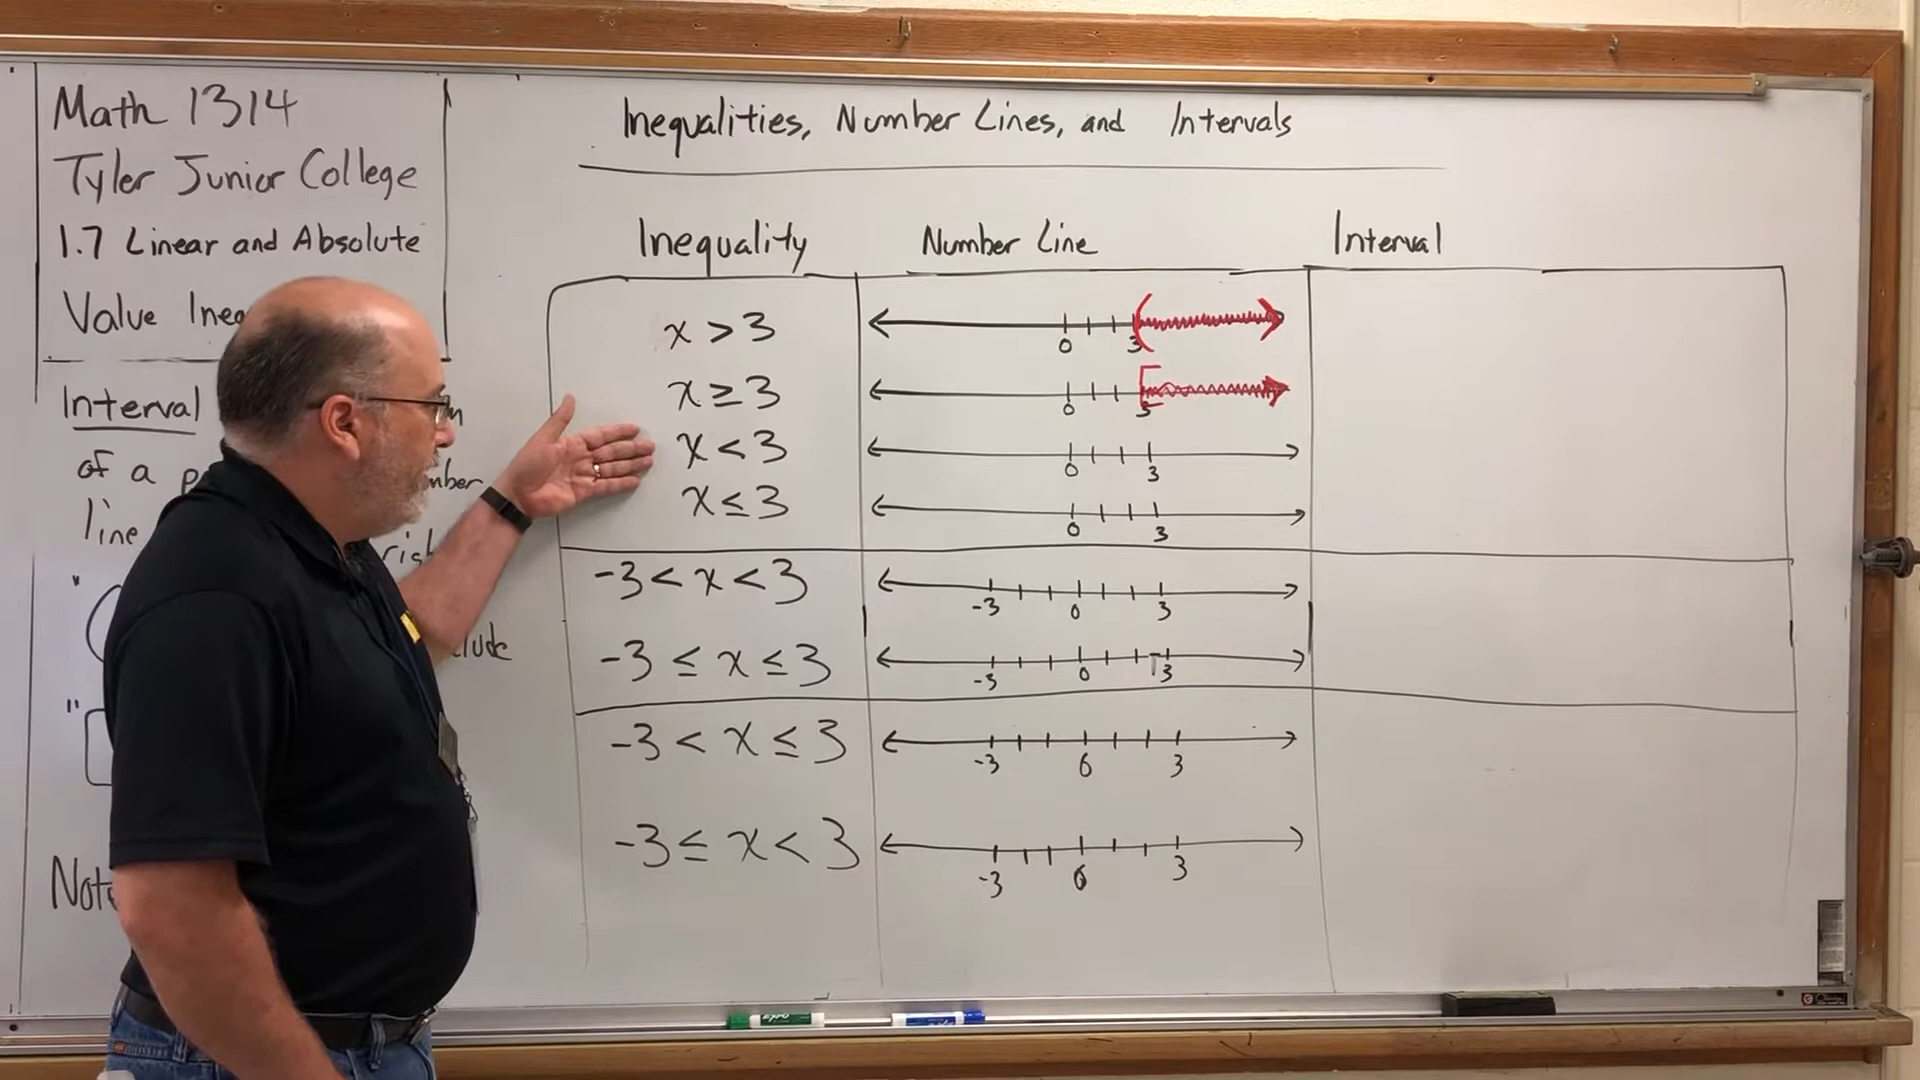 Math 1314
Tyler Junior College
1.7 Linear and Absolute
Value
Interval
of a
line
"
"
Inequalities, Number Lines, and Intervals
Inequality Number Line Interval
x > 3 0 3
x ≥ 3 0 3
x < 3 0 3
x ≤ 3 0 3
-3 < x < 3 -3 0 3
-3 ≤ x ≤ 3 -3 0 3
-3 < x ≤ 3 -3 0 3
-3 ≤ x < 3 -3 0 3
EXPO